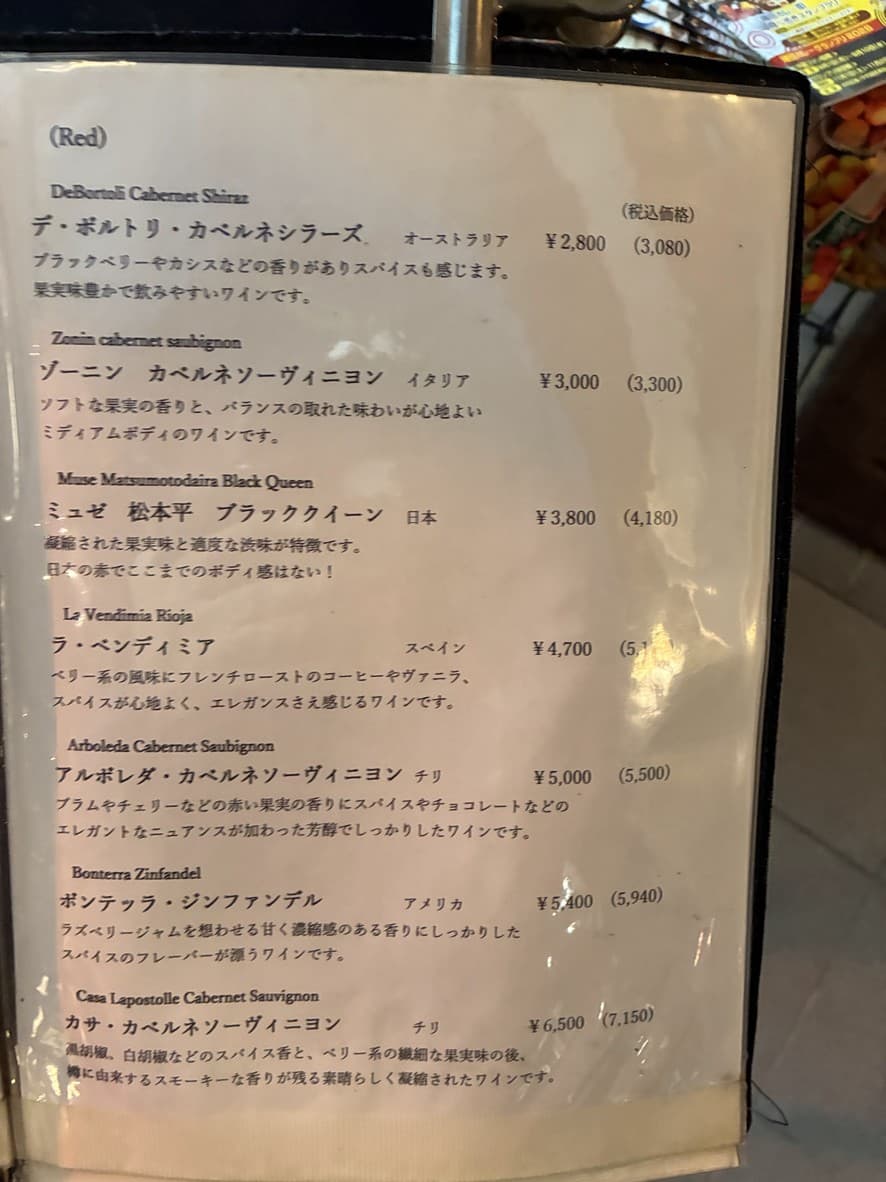 (Red)
DeBortoli Cabernet Shiraz
(税込価格)
デ・ボルトリ・カベルネシラーズ オーストラリア ¥2,800 (3,080)
ブラックベリーやカシスなどの香りがありスパイスも感じます。
果実味豊かで飲みやすいワインです。
Zonin cabernet saubignon
ゾーニン カベルネソーヴィニヨン イタリア ¥3,000 (3,300)
ソフトな果実の香りと、バランスの取れた味わいが心地よい
ミディアムボディのワインです。
Muse Matsumotodaira Black Queen
ミュゼ 松本平 ブラッククイーン 日本 ¥3,800 (4,180)
凝縮された果実味と適度な渋味が特徴です。
日本の赤でここまでのボディ感はない！
La Vendimia Rioja
ラ・ベンディミア スペイン ¥4,700
ベリー系の風味にフレンチローストのコーヒーやヴァニラ、
スパイスが心地よく、エレガンスさえ感じるワインです。
Arboleda Cabernet Saubignon
アルボレダ・カベルネソーヴィニヨン チリ ¥5,000 (5,500)
プラムやチェリーなどの赤い果実の香りにスパイスやチョコレートなどの
エレガントなニュアンスが加わった芳醇でしっかりしたワインです。
Bonterra Zinfandel
ボンテッラ・ジンファンデル アメリカ ¥5,400 (5,940)
ラズベリージャムを想わせる甘く濃縮感のある香りにしっかりした
スパイスのフレーバーが漂うワインです。
Casa Lapostolle Cabernet Sauvignon
カサ・カベルネソーヴィニヨン チリ ¥6,500 (7,150)
黒胡椒、白胡椒などのスパイス香と、ベリー系の繊細な果実味の後、
樽に由来するスモーキーな香りが残る素晴らしく凝縮されたワインです。